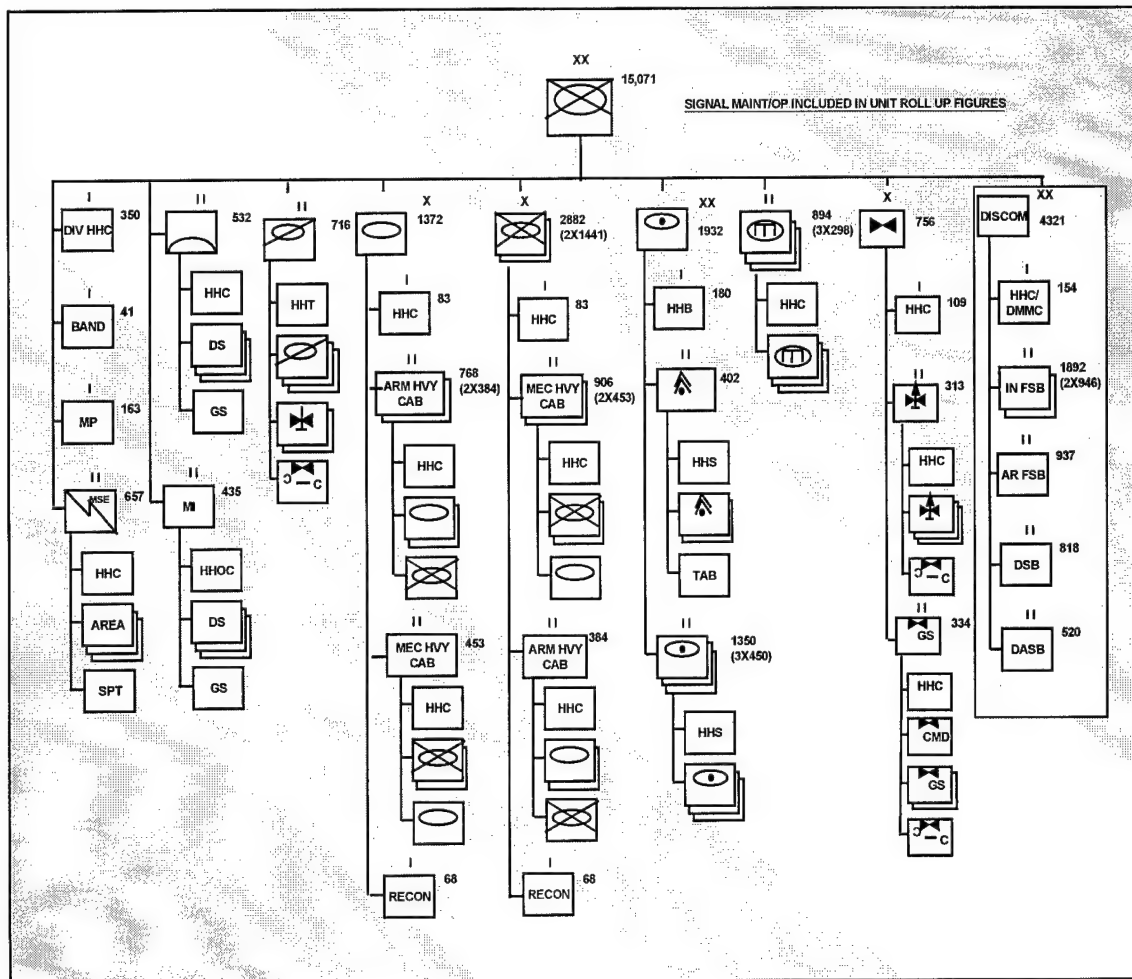 XX
15,071
SIGNAL MAINT/OP INCLUDED IN UNIT ROLL UP FIGURES
I
DIV HHC
350
I
BAND
41
I
MP
163
II
MSE
657
HHC
AREA
SPT
II
532
HHC
DS
GS
II
MI
435
HHOC
DS
GS
II
716
HHT
C
C
X
1372
I
HHC
83
II
ARM HVY
CAB
768
(2X384)
HHC
II
MEC HVY
CAB
453
HHC
I
RECON
68
X
2882
(2X1441)
I
HHC
83
II
MEC HVY
CAB
906
(2X453)
HHC
II
ARM HVY
CAB
384
HHC
I
RECON
68
XX
1932
I
HHB
180
II
402
HHS
TAB
II
1350
(3X450)
HHS
II
894
(3X298)
HHC
X
756
I
HHC
109
II
313
HHC
C
C
II
GS
334
HHC
CMD
GS
C
C
XX
DISCOM
4321
I
HHC/
DMMC
154
II
IN FSB
1892
(2X946)
II
AR FSB
937
II
DSB
818
II
DASB
520